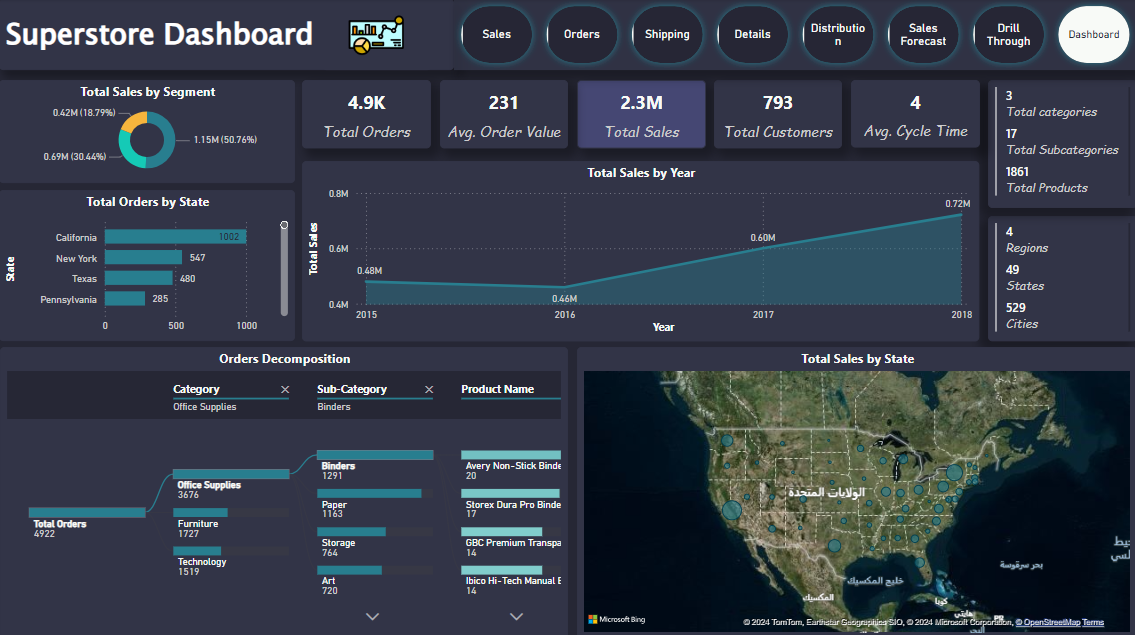 Superstore Dashboard
Sales
Orders
Shipping
Details
Distributio
n
Sales
Forecast
Drill
Through
Dashboard
Total Sales by Segment
0.42M (18.79%)
1.15M (50.76%)
0.69M (30.44%)
4.9K
Total Orders
231
Avg. Order Value
2.3M
Total Sales
793
Total Customers
4
Avg. Cycle Time
3
Total categories
17
Total Subcategories
1861
Total Products
Total Orders by State
State
California
1002
New York
547
Texas
480
Pennsylvania
285
0
500
1000
Total Sales by Year
Total Sales
0.8M
0.6M
0.4M
0.48M
0.46M
0.60M
0.72M
2015
2016
2017
2018
Year
4
Regions
49
States
529
Cities
Orders Decomposition
Category
Office Supplies
Sub-Category
Binders
Product Name
Total Orders
4922
Office Supplies
3676
Furniture
1727
Technology
1519
Binders
1291
Paper
1163
Storage
764
Art
720
Avery Non-Stick Binde
20
Storex Dura Pro Binde
17
GBC Premium Transpa
14
Ibico Hi-Tech Manual B
14
Total Sales by State
الولايات المتحدة
خليج المكسيك
المكسيك
بحر سرقوسة
كوبا
هايتي
PR
Microsoft Bing
© 2024 TomTom, Earthstar Geographics SIO, © 2024 Microsoft Corporation, © OpenStreetMap Terms